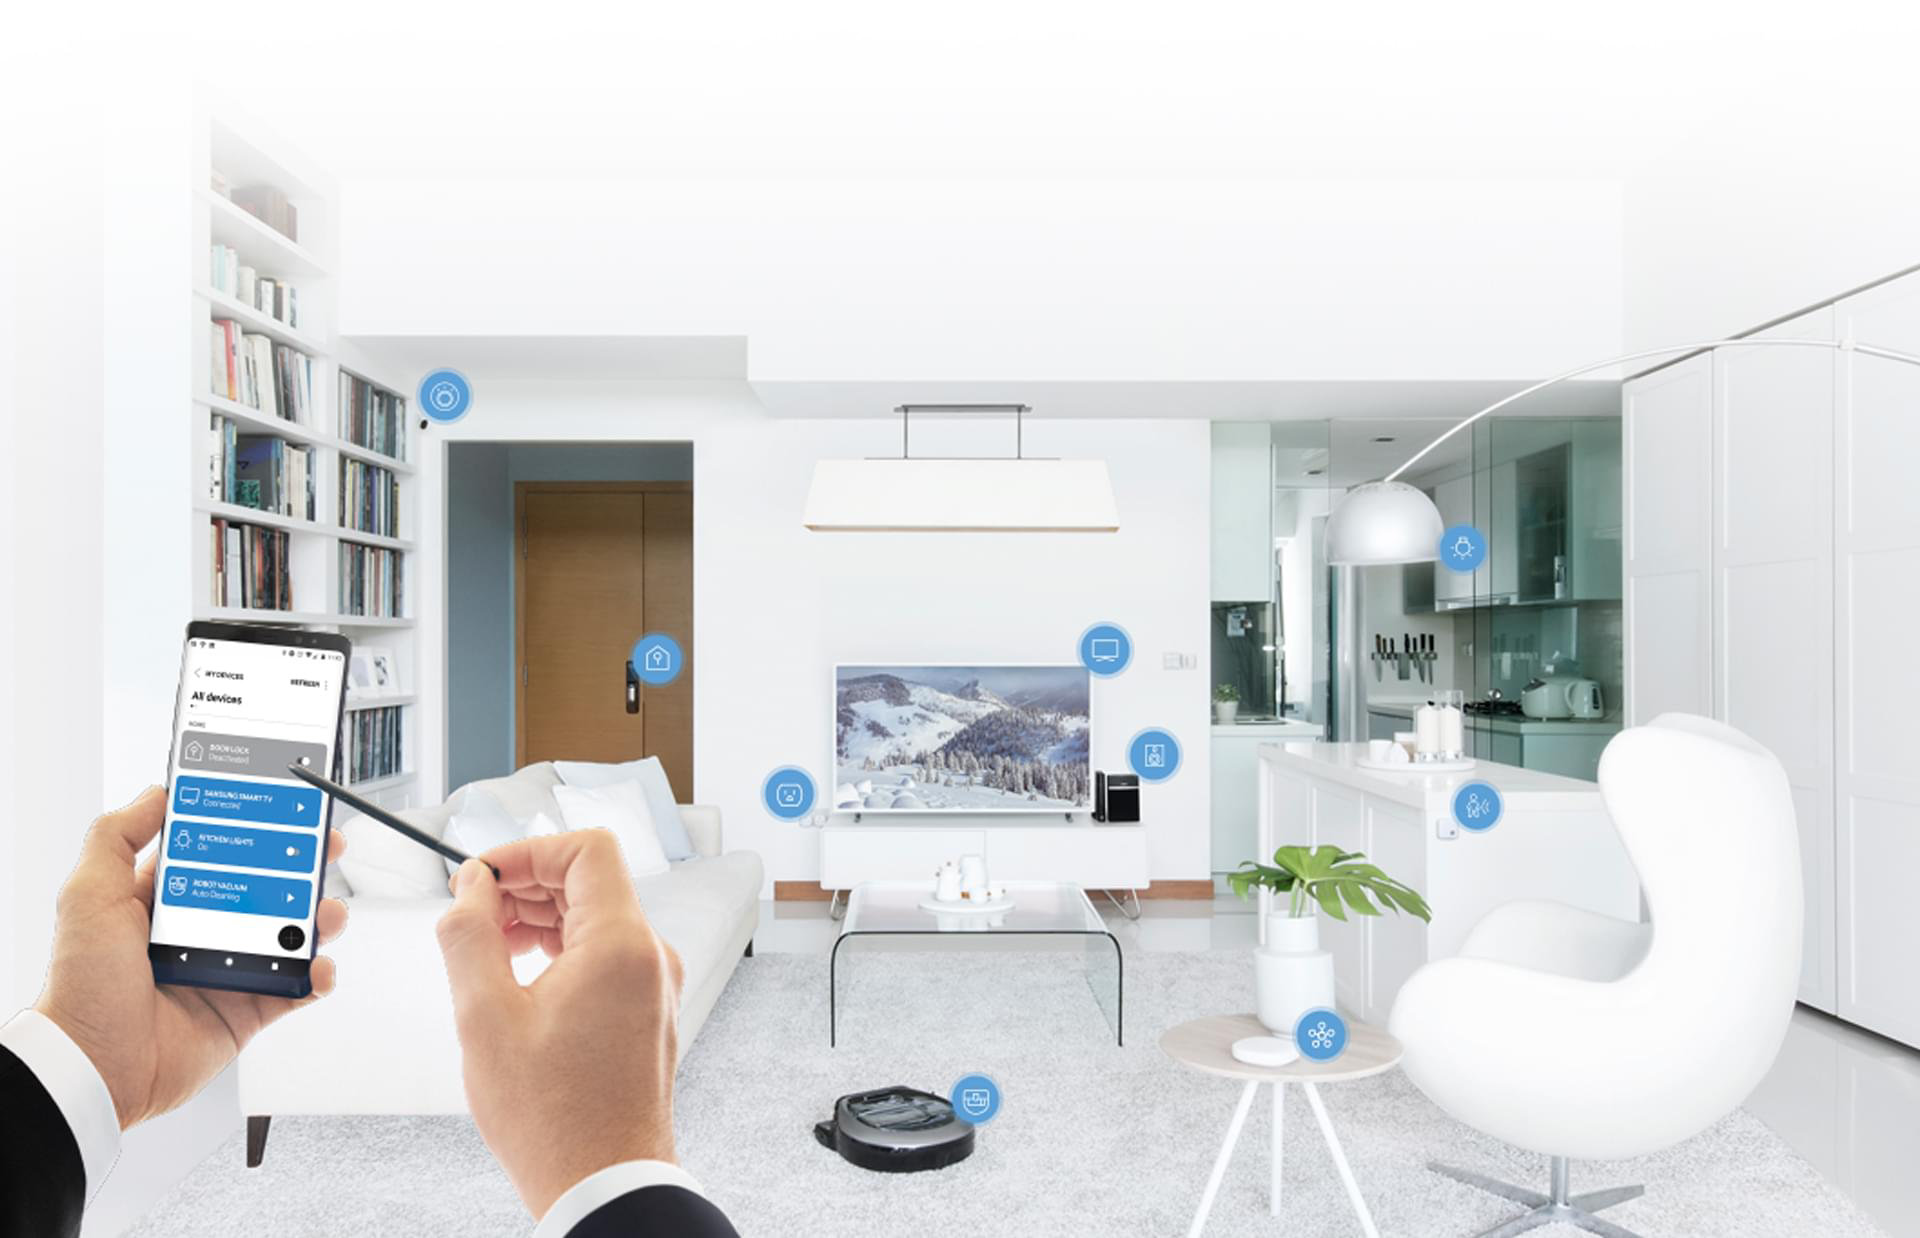 MY DEVICES
REFRESH
All devices
HOME
DOOR LOCK
Deactivated
SAMSUNG SMART TV
Connected
KITCHEN LIGHTS
On
ROBOT VACUUM
Auto Cleaning